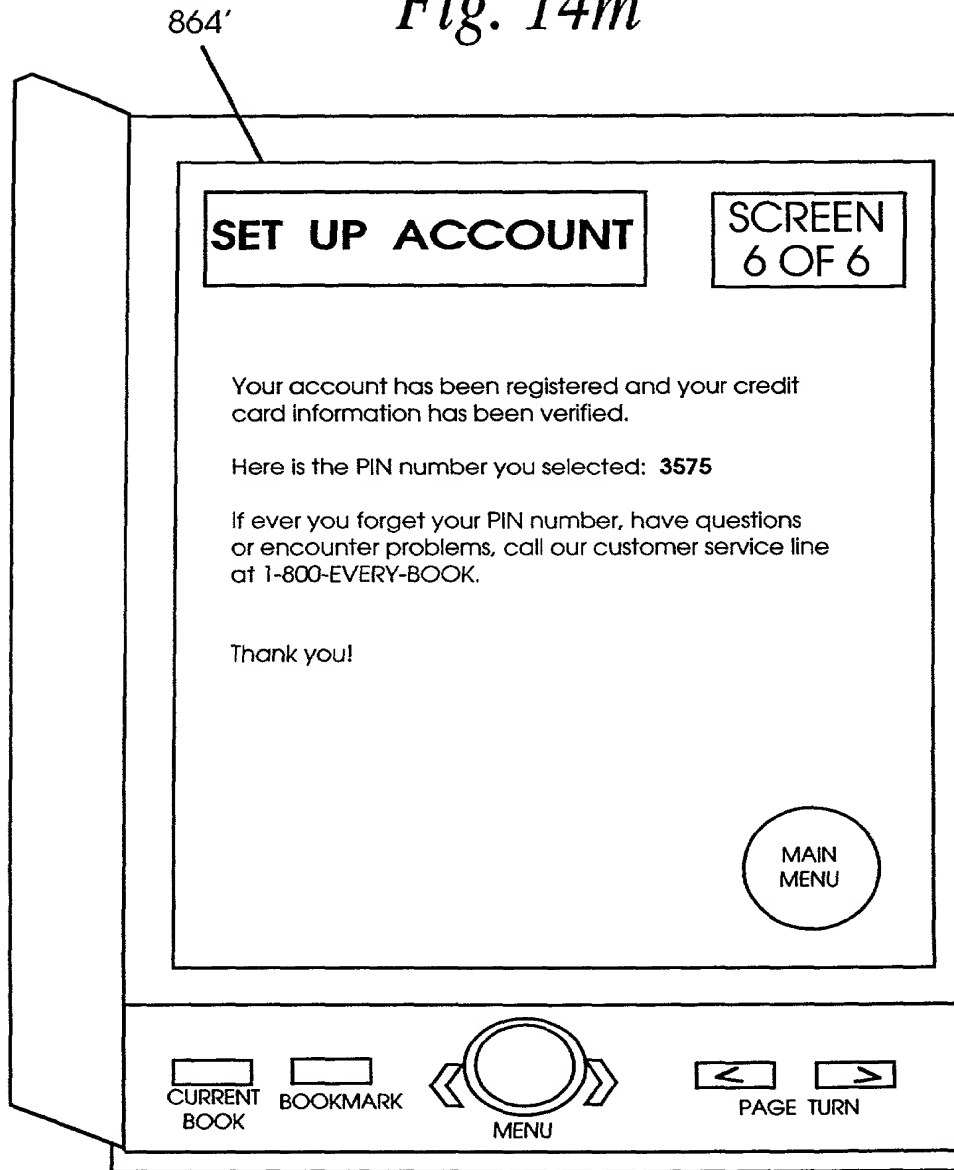 Fig. 14m
864′
SET UP ACCOUNT
SCREEN
6 OF 6
Your account has been registered and your credit
card information has been verified.
Here is the PIN number you selected: 3575
If ever you forget your PIN number, have questions
or encounter problems, call our customer service line
at 1-800-EVERY-BOOK.
Thank you!
MAIN
MENU
CURRENT
BOOK
BOOKMARK
MENU
< >
PAGE TURN